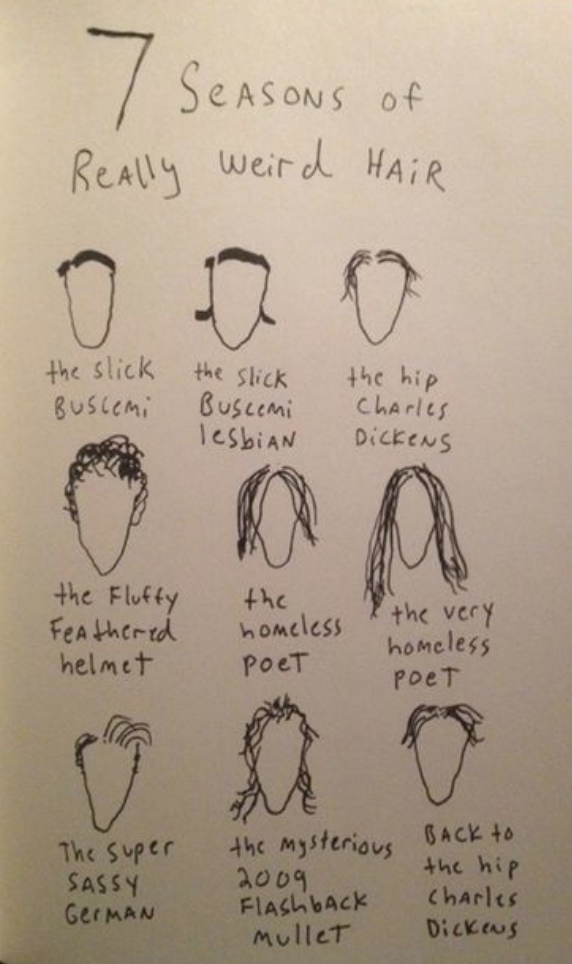 7 SEASONS of
REALly weird HAiR
the slick
BUSCEMi
the slick
BUSCEMi
lesbiAN
the hip
CHArlES
DickENS
the Fluffy
FEAthered
helmet
the
homeless
POET
the very
homeless
POET
The super
SASSY
GerMAN
the mysterious
2009
FLAShbACK
mulleT
BACK to
the hip
CHArles
DickenS